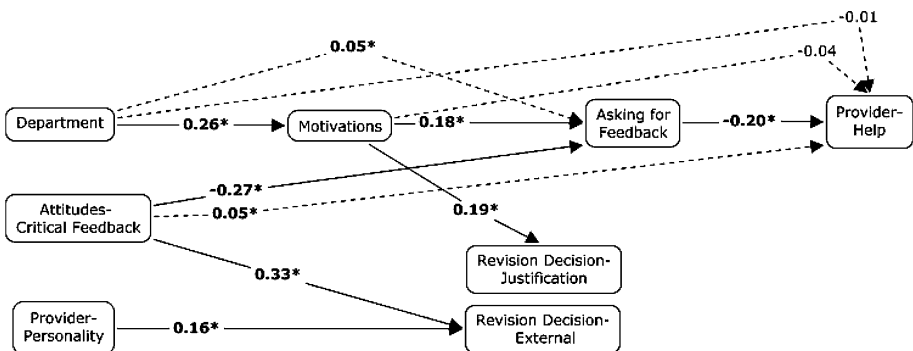 -0.01
0.05*
-0.04
Department
0.26*
Motivations
0.18*
Asking for
Feedback
-0.20*
Provider-
Help
-0.27*
Attitudes-
Critical Feedback
0.05*
0.19*
Revision Decision-
Justification
0.33*
Provider-
Personality
0.16*
Revision Decision-
External